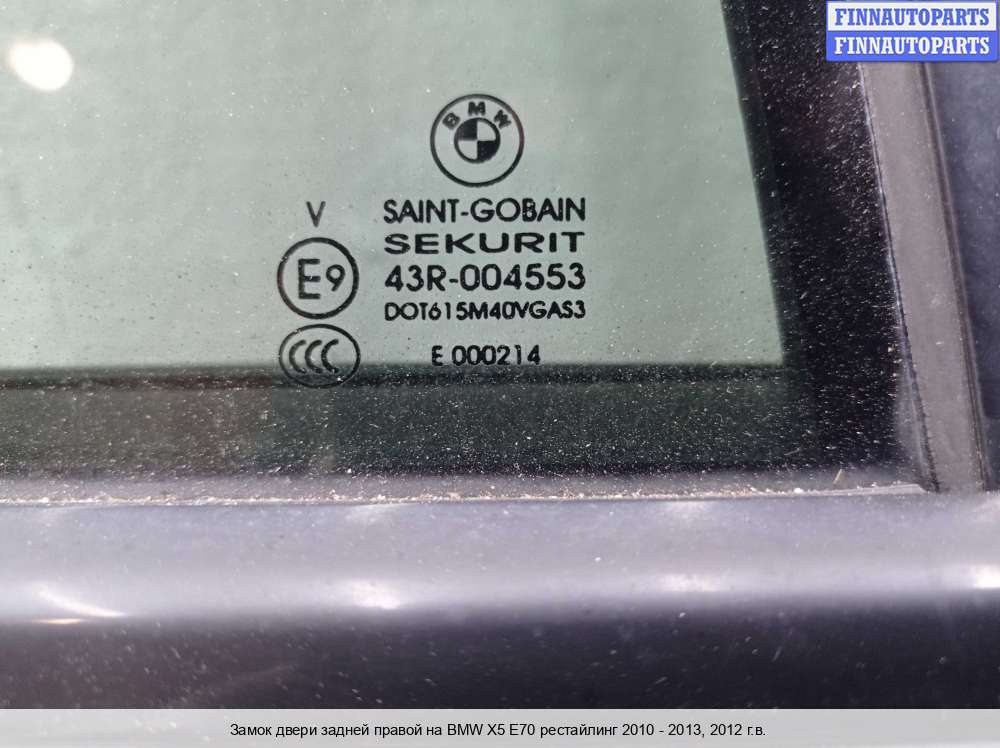 FINNAUTOPARTS
FINNAUTOPARTS
BMW
V SAINT-GOBAIN
SEKURIT
E9 43R-004553
DOT615M40VGAS3
CCC E 000214
Замок двери задней правой на BMW X5 E70 рестайлинг 2010 - 2013, 2012 г.в.